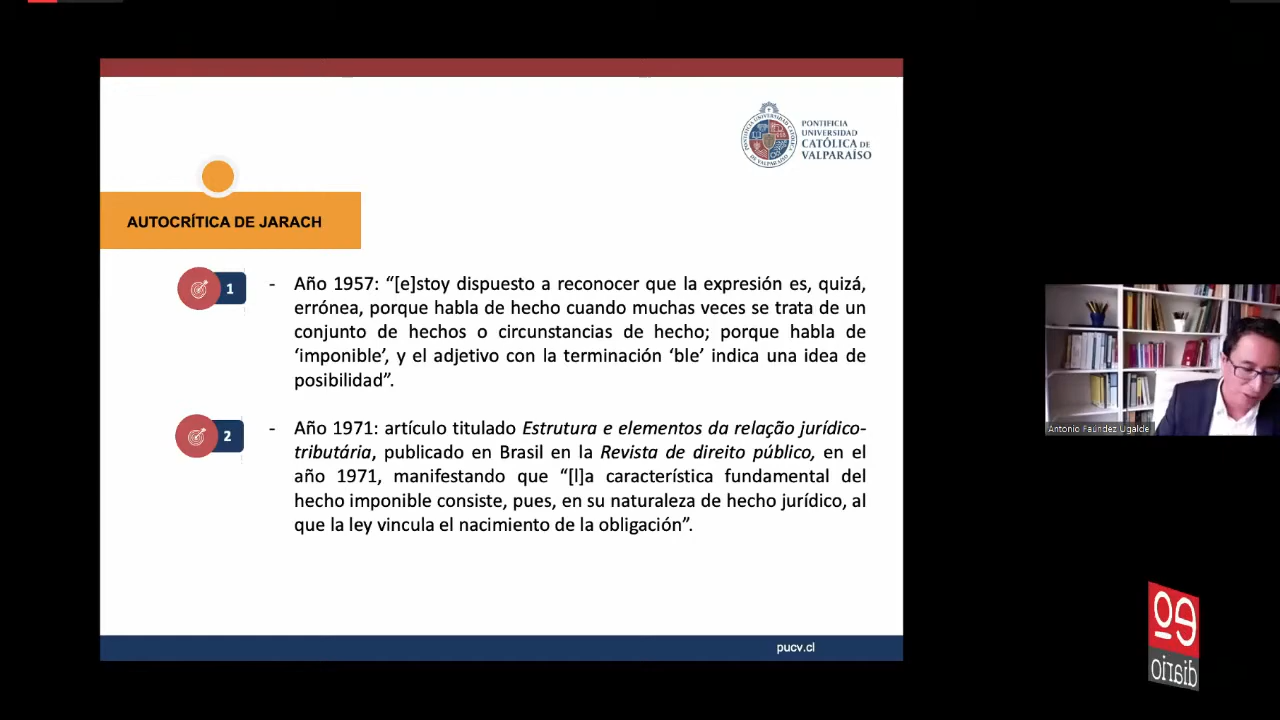 PONTIFICIA
UNIVERSIDAD
CATÓLICA DE
VALPARAÍSO
AUTOCRÍTICA DE JARACH
1
- Año 1957: “[e]stoy dispuesto a reconocer que la expresión es, quizá,
errónea, porque habla de hecho cuando muchas veces se trata de un
conjunto de hechos o circunstancias de hecho; porque habla de
‘imponible’, y el adjetivo con la terminación ‘ble’ indica una idea de
posibilidad”.
2
- Año 1971: artículo titulado Estrutura e elementos da relação jurídico-
tributária, publicado en Brasil en la Revista de direito público, en el
año 1971, manifestando que “[l]a característica fundamental del
hecho imponible consiste, pues, en su naturaleza de hecho jurídico, al
que la ley vincula el nacimiento de la obligación”.
pucv.cl
Antonio Faúndez Ugalde
diario